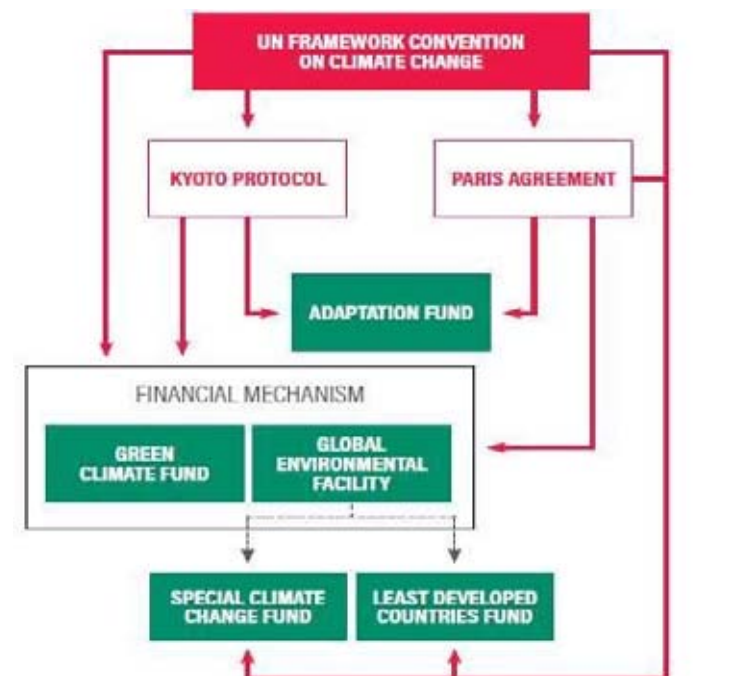 UN FRAMEWORK CONVENTION
ON CLIMATE CHANGE
KYOTO PROTOCOL
PARIS AGREEMENT
ADAPTATION FUND
FINANCIAL MECHANISM
GREEN
CLIMATE FUND
GLOBAL
ENVIRONMENTAL
FACILITY
SPECIAL CLIMATE
CHANGE FUND
LEAST DEVELOPED
COUNTRIES FUND